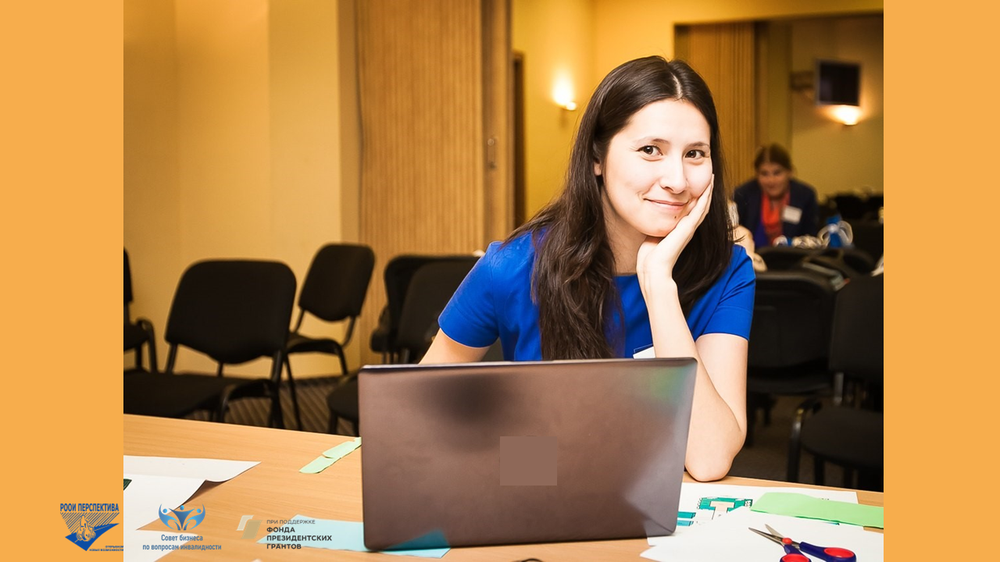 РООИ ПЕРСПЕКТИВА
Совет бизнеса
по вопросам инвалидности
ПРИ ПОДДЕРЖКЕ
ФОНДА
ПРЕЗИДЕНТСКИХ
ГРАНТОВ